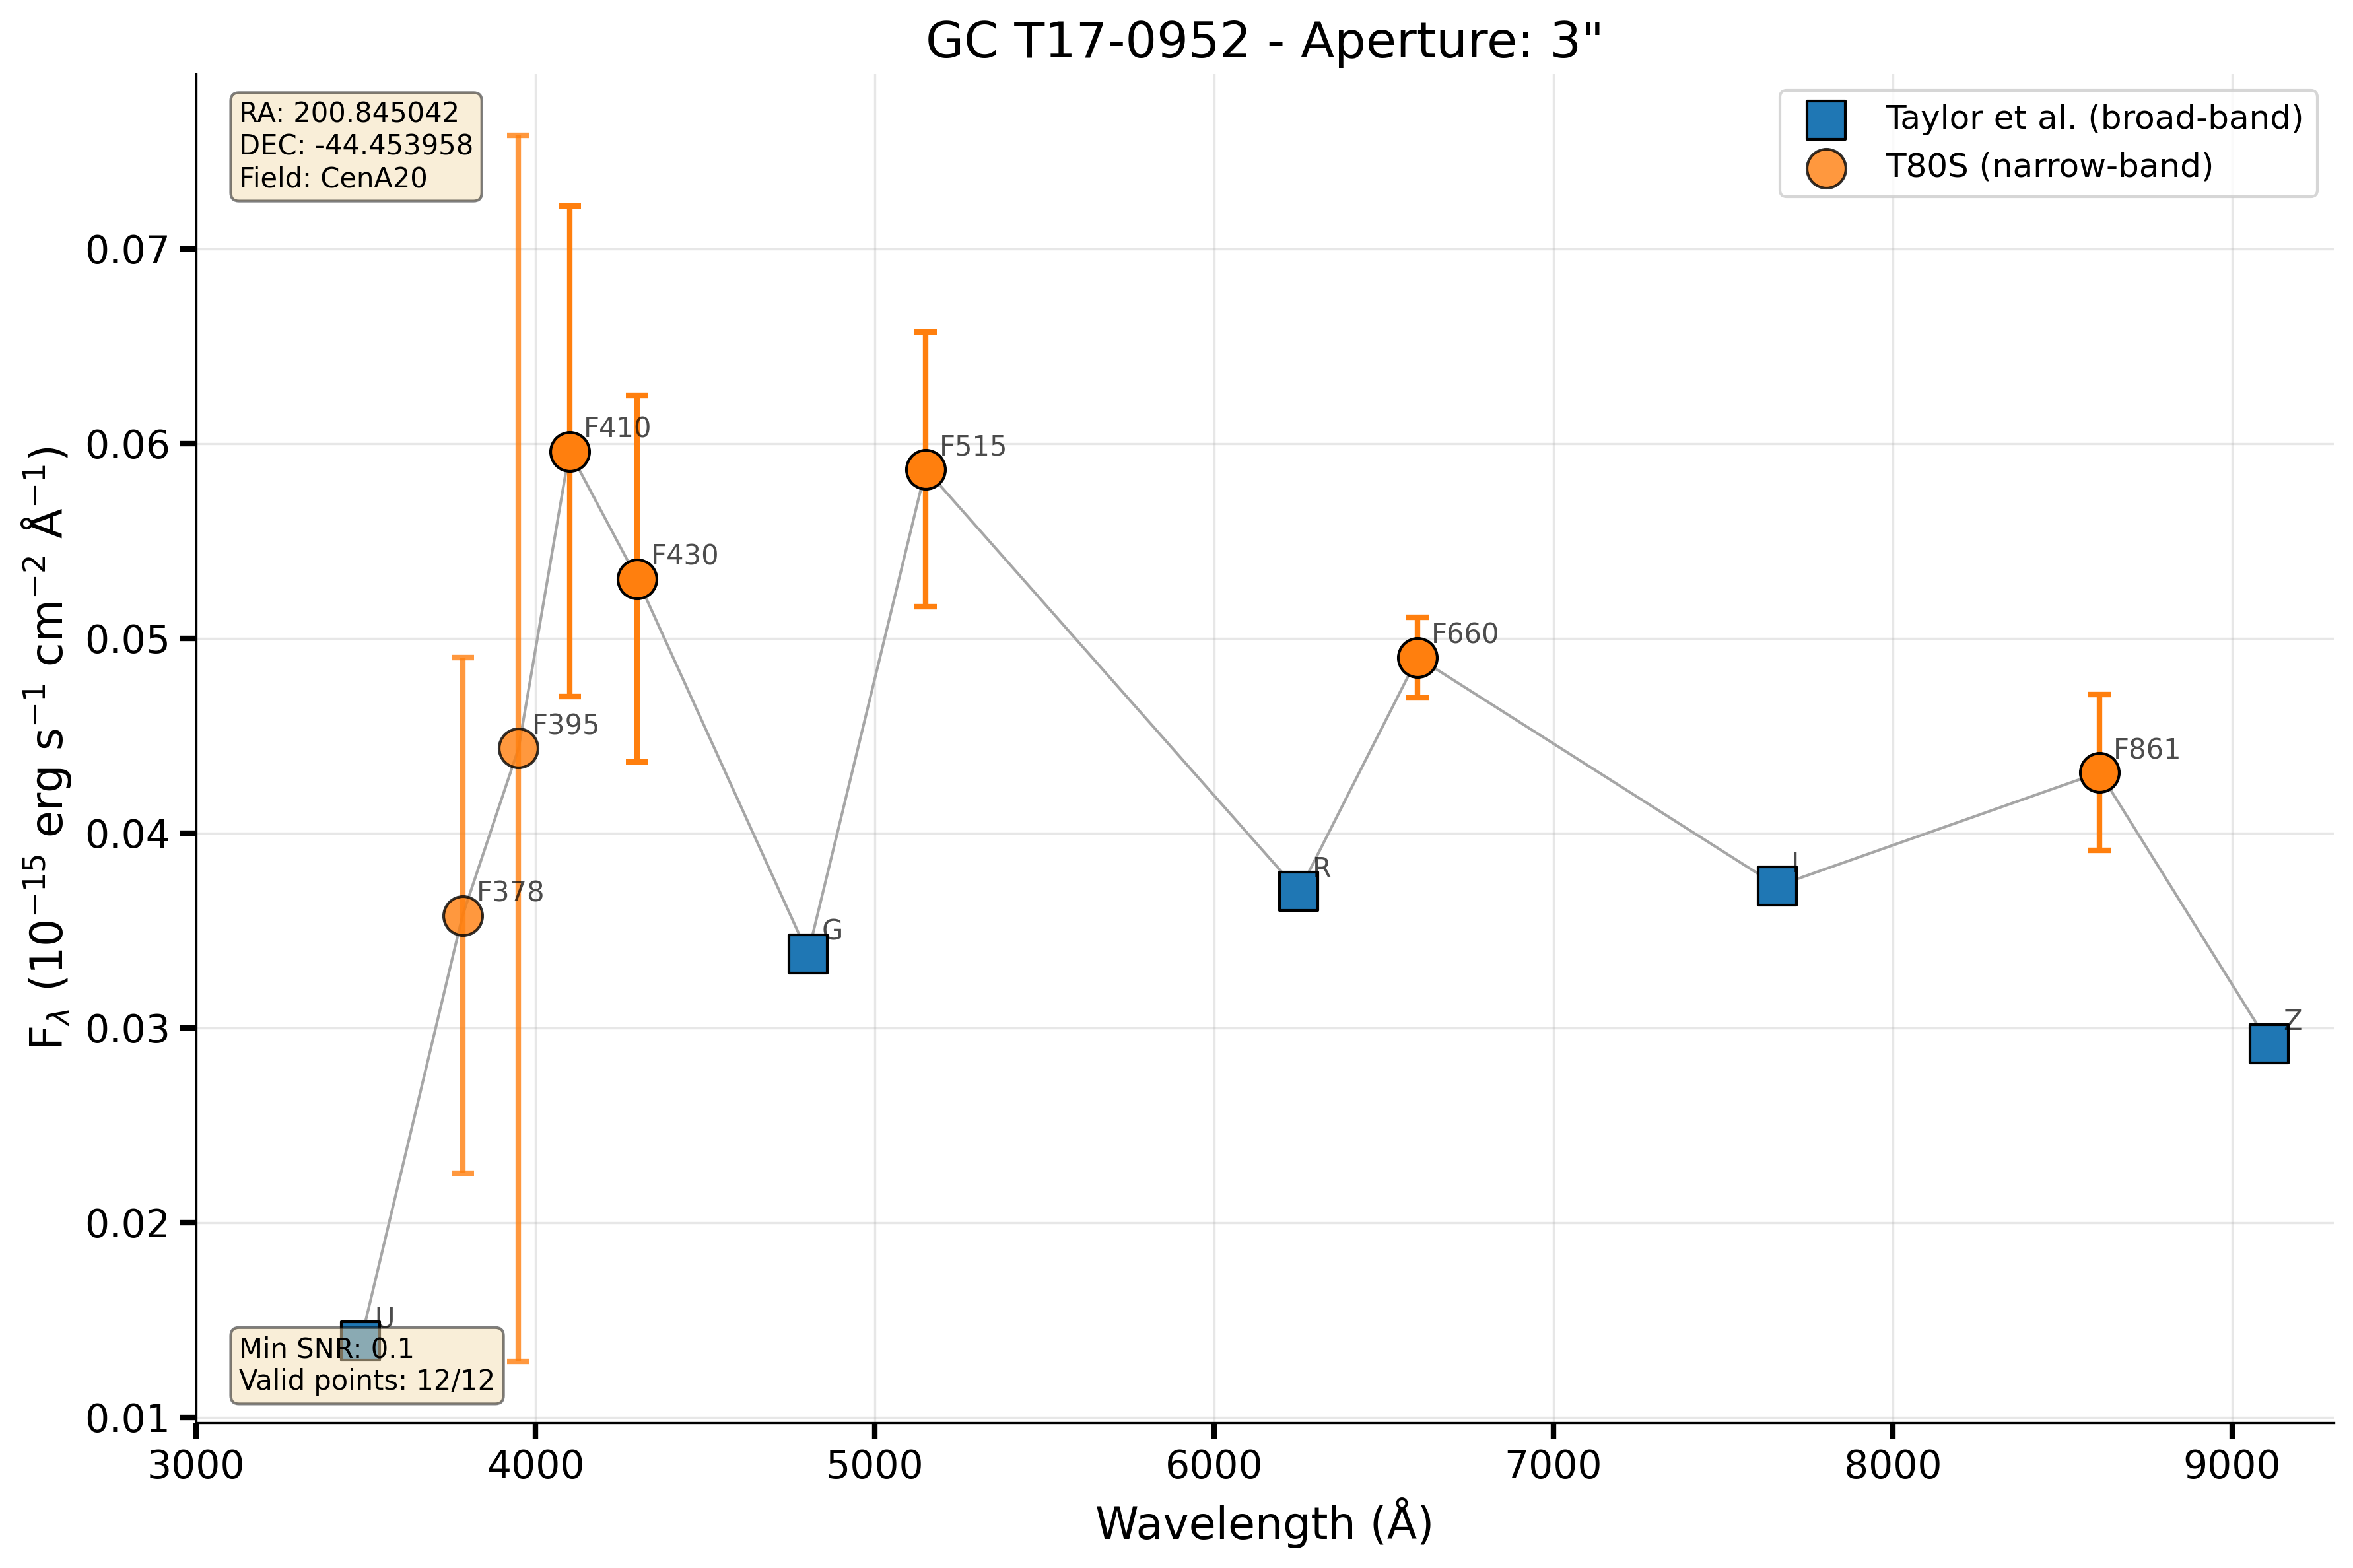 GC T17-0952 - Aperture: 3"
RA: 200.845042
DEC: -44.453958
Field: CenA20
Taylor et al. (broad-band)
T80S (narrow-band)
F410
F515
F430
F660
F395
F861
F378
R
I
G
Z
U
Min SNR: 0.1
Valid points: 12/12
0.07
0.06
0.05
0.04
0.03
0.02
0.01
F_λ (10⁻¹⁵ erg s⁻¹ cm⁻² Å⁻¹)
3000 4000 5000 6000 7000 8000 9000
Wavelength (Å)